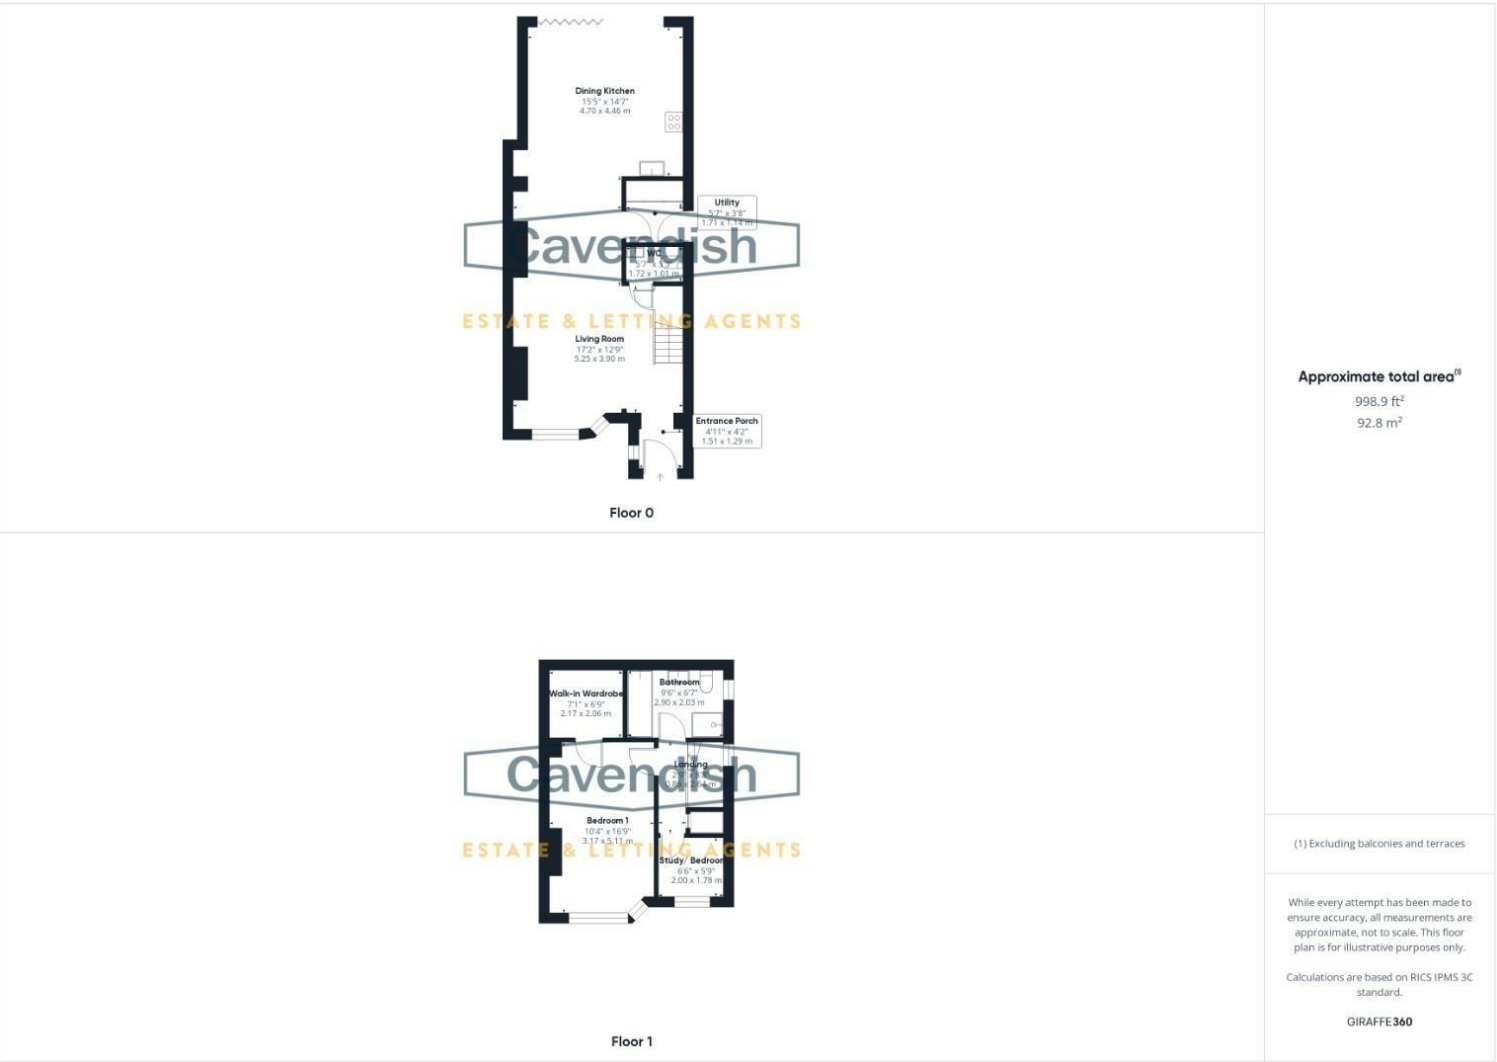 Dining Kitchen
15'5" x 14'7"
4.70 x 4.46 m
Utility
5'7" x 3'8"
1.71 x 1.14 m
Cavendish
WC
1.72 x 1.01 m
ESTATE & LETTING AGENTS
Living Room
17'2" x 12'9"
5.25 x 3.90 m
Entrance Porch
4'11" x 4'2"
1.51 x 1.29 m
Floor 0
Walk-in Wardrobe
7'1" x 6'9"
2.17 x 2.06 m
Bathroom
9'6" x 6'7"
2.90 x 2.03 m
Landing
Cavendish
Bedroom 1
10'4" x 16'9"
3.17 x 5.11 m
ESTATE & LETTING AGENTS
Study/ Bedroom
6'6" x 5'9"
2.00 x 1.78 m
Floor 1
Approximate total area(1)
998.9 ft²
92.8 m²
(1) Excluding balconies and terraces
While every attempt has been made to
ensure accuracy, all measurements are
approximate, not to scale. This floor
plan is for illustrative purposes only.
Calculations are based on RICS IPMS 3C
standard.
GIRAFFE360